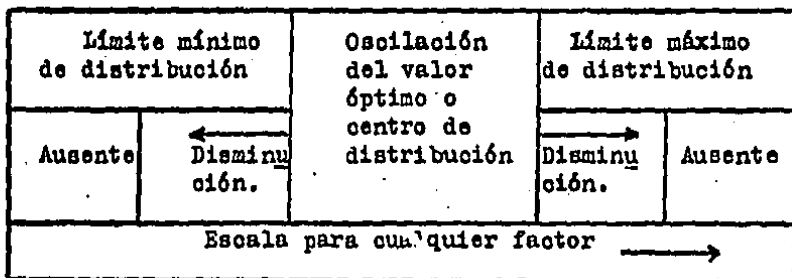 Límite mínimo
de distribución
Oscilación
del valor
óptimo o
centro de
distribución
Límite máximo
de distribución
Ausente
Disminu
ción.
Disminu
ción.
Ausente
Escala para cualquier factor